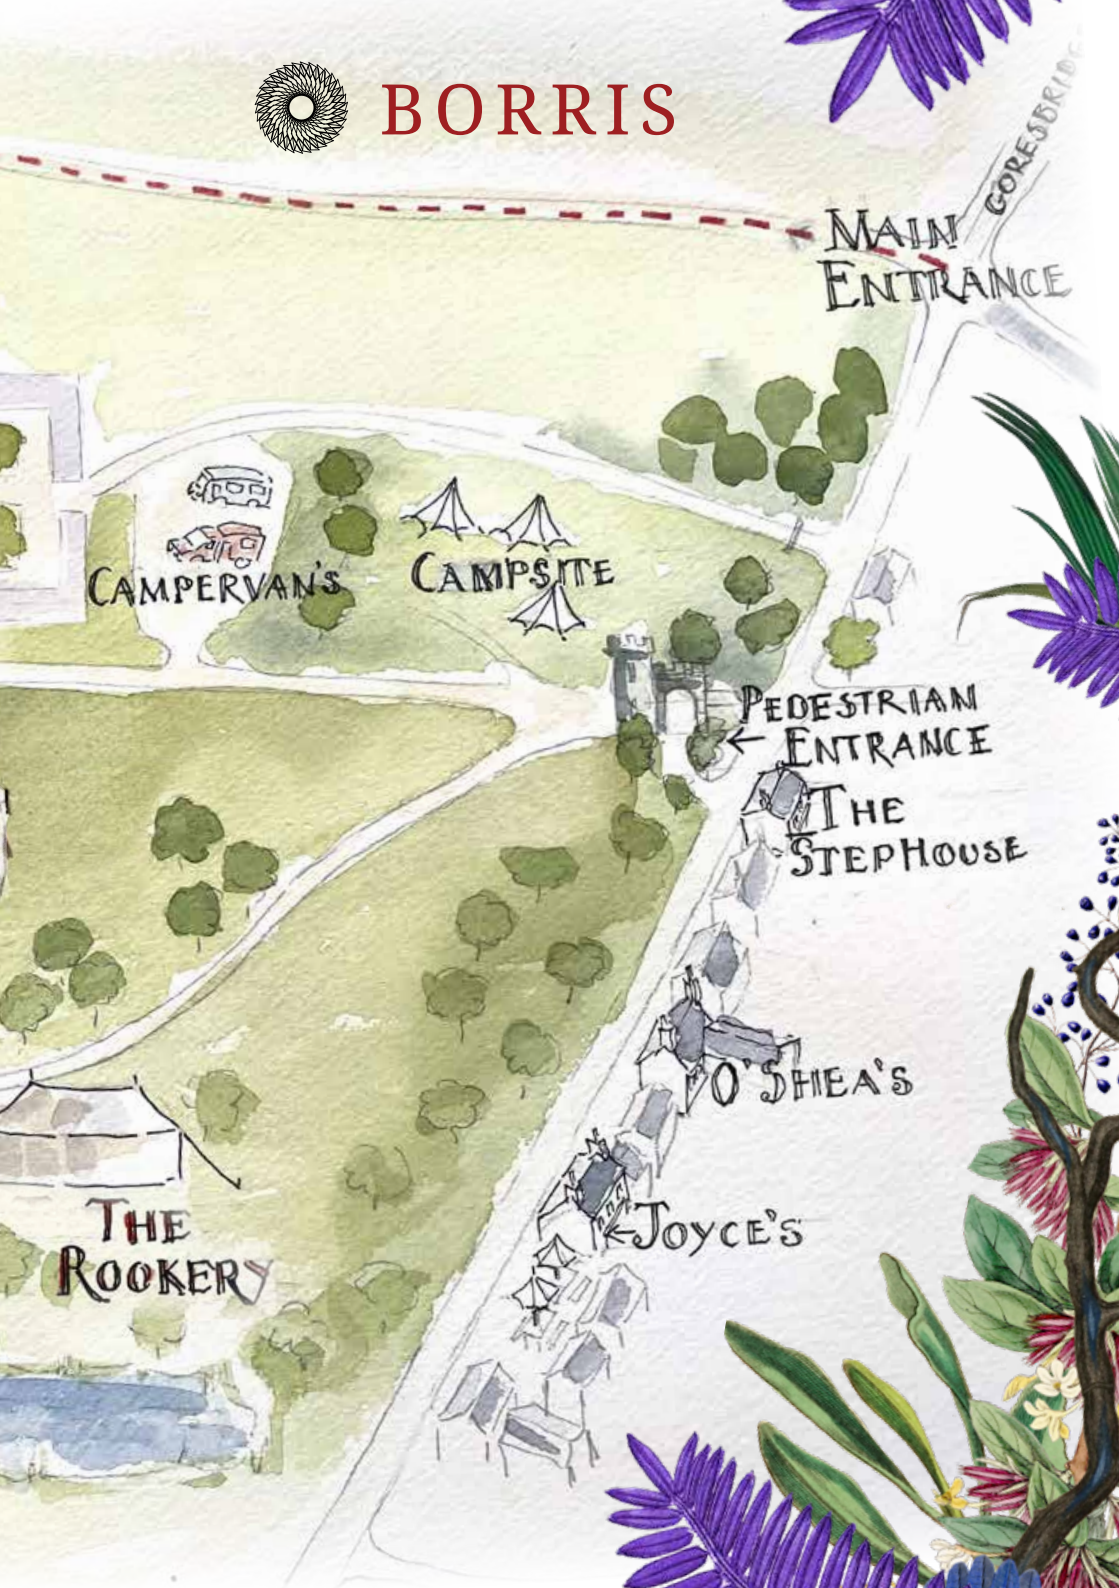 BORRIS
GORESBRIDGE
MAIN
ENTRANCE
CAMPERVAN'S
CAMPSITE
PEDESTRIAN
← ENTRANCE
THE
STEPHOUSE
O'SHEA'S
←JOYCE'S
THE
ROOKERY